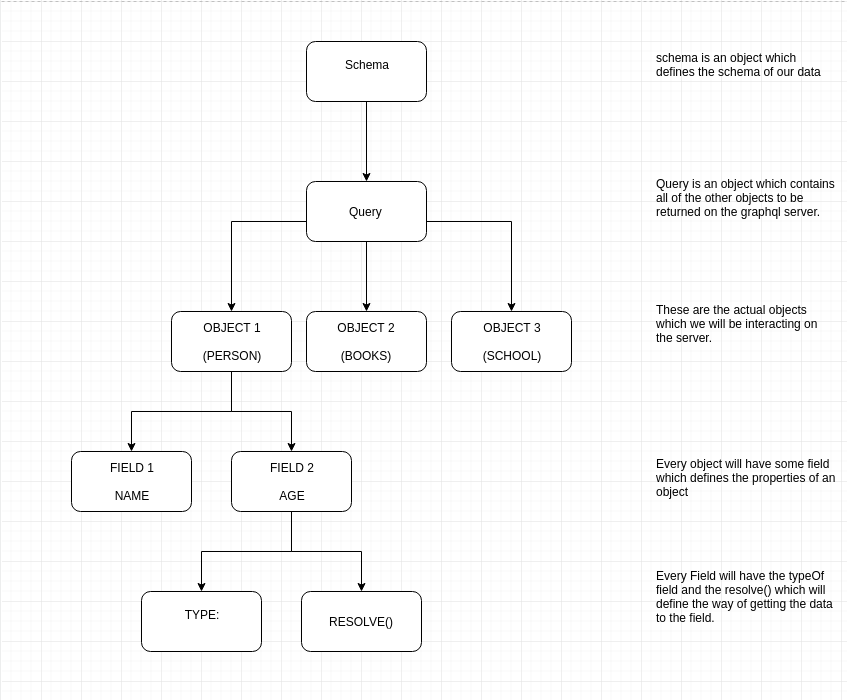 Schema
schema is an object which
defines the schema of our data
Query
Query is an object which contains
all of the other objects to be
returned on the graphql server.
OBJECT 1
(PERSON)
OBJECT 2
(BOOKS)
OBJECT 3
(SCHOOL)
These are the actual objects
which we will be interacting on
the server.
FIELD 1
NAME
FIELD 2
AGE
Every object will have some field
which defines the properties of an
object
TYPE:
RESOLVE()
Every Field will have the typeOf
field and the resolve() which will
define the way of getting the data
to the field.